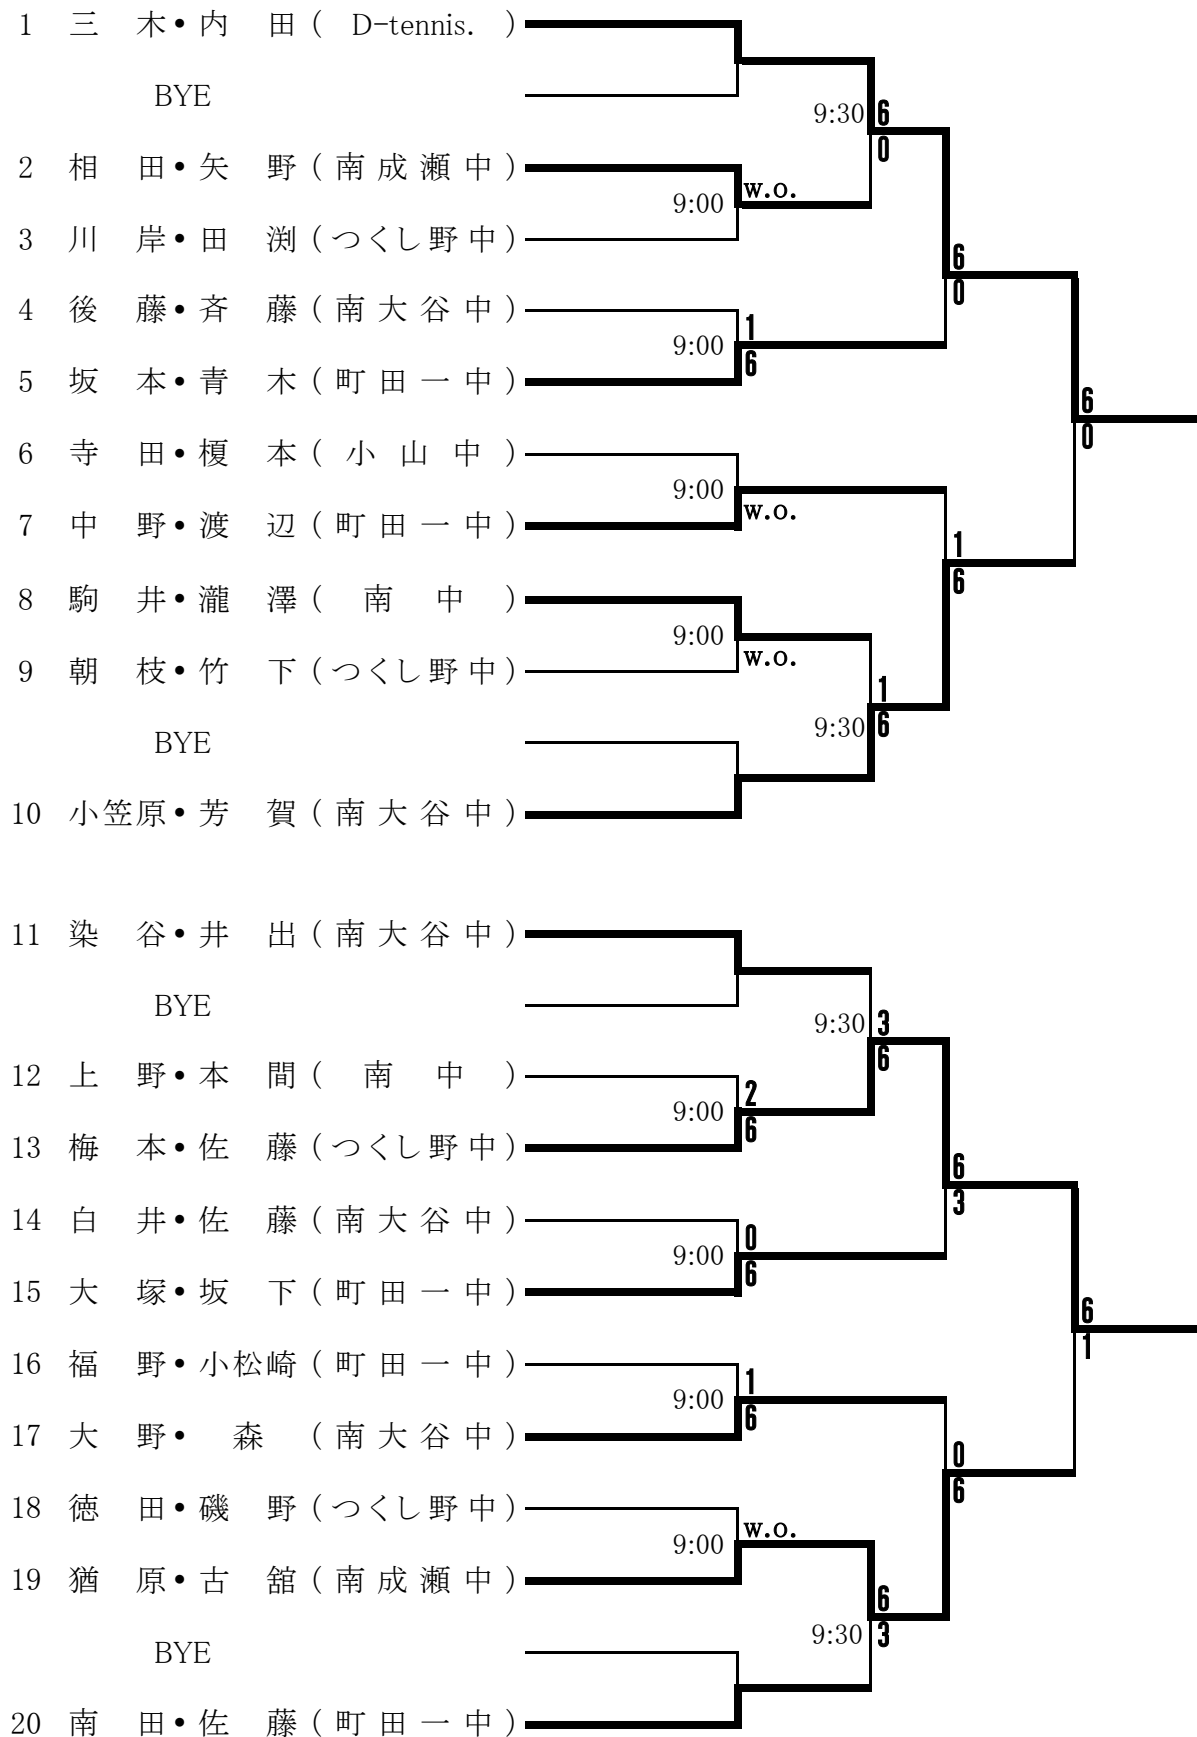 1 三 木・内 田 ( D-tennis. )
BYE
9:30 6
0
2 相 田・矢 野 ( 南 成 瀬 中 )
9:00 w.o.
3 川 岸・田 渕 ( つくし 野 中 )
6
0
4 後 藤・斉 藤 ( 南 大 谷 中 )
9:00 1
6
5 坂 本・青 木 ( 町 田 一 中 )
6
0
6 寺 田・榎 本 ( 小 山 中 )
9:00
w.o.
7 中 野・渡 辺 ( 町 田 一 中 )
1
6
8 駒 井・瀧 澤 ( 南 中 )
9:00
w.o.
9 朝 枝・竹 下 ( つくし 野 中 )
1
9:30 6
BYE
10 小笠原・芳 賀 ( 南 大 谷 中 )
11 染 谷・井 出 ( 南 大 谷 中 )
BYE
9:30 3
6
12 上 野・本 間 ( 南 中 )
2
9:00
6
13 梅 本・佐 藤 ( つくし 野 中 )
6
3
14 白 井・佐 藤 ( 南 大 谷 中 )
0
9:00
6
15 大 塚・坂 下 ( 町 田 一 中 )
6
1
16 福 野・小松崎 ( 町 田 一 中 )
1
9:00
6
17 大 野・ 森 ( 南 大 谷 中 )
0
6
18 徳 田・磯 野 ( つくし 野 中 )
w.o.
9:00
19 猶 原・古 舘 ( 南 成 瀬 中 )
6
9:30 3
BYE
20 南 田・佐 藤 ( 町 田 一 中 )